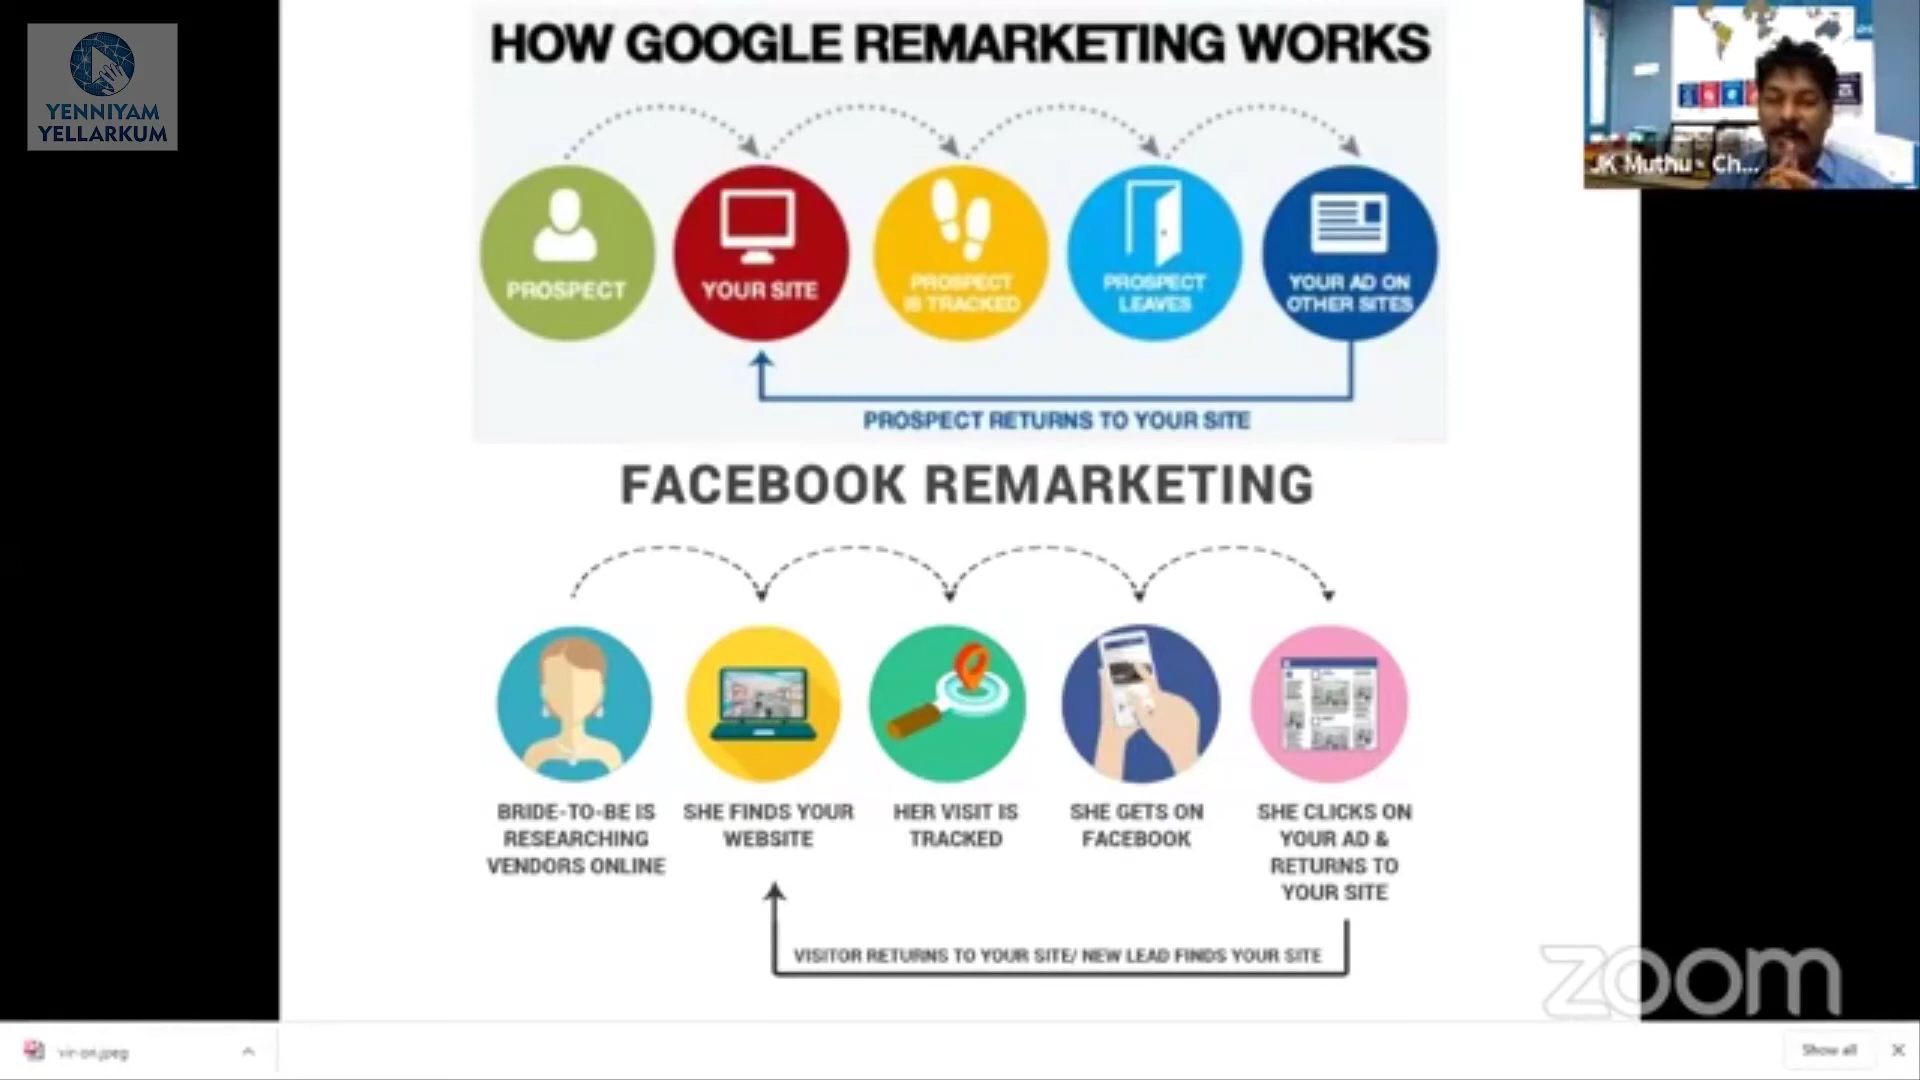 YENNIYAM
YELLARKUM
HOW GOOGLE REMARKETING WORKS
PROSPECT
YOUR SITE
PROSPECT
IS TRACKED
PROSPECT
LEAVES
YOUR AD ON
OTHER SITES
PROSPECT RETURNS TO YOUR SITE
JK Muthu - Ch...
FACEBOOK REMARKETING
BRIDE-TO-BE IS
RESEARCHING
VENDORS ONLINE
SHE FINDS YOUR
WEBSITE
HER VISIT IS
TRACKED
SHE GETS ON
FACEBOOK
SHE CLICKS ON
YOUR AD &
RETURNS TO
YOUR SITE
VISITOR RETURNS TO YOUR SITE/ NEW LEAD FINDS YOUR SITE
zoom
Show all